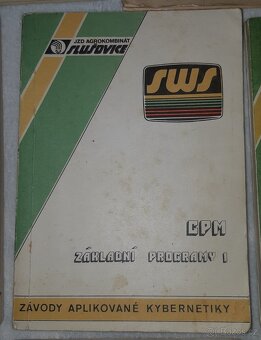 JZD AGROKOMBINÁT
SLUŠOVICE
SWS
CPM
ZÁKLADNÍ PROGRAMY 1
ZÁVODY APLIKOVANÉ KYBERNETIKY